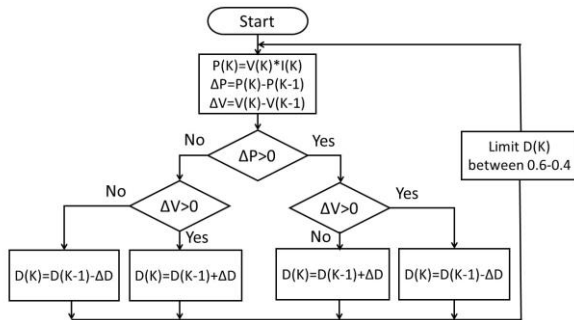 Start
P(K)=V(K)*I(K)
ΔP=P(K)-P(K-1)
ΔV=V(K)-V(K-1)
No
Yes
ΔP>0
Limit D(K)
between 0.6-0.4
No
ΔV>0
Yes
ΔV>0
Yes
No
D(K)=D(K-1)-ΔD
D(K)=D(K-1)+ΔD
D(K)=D(K-1)+ΔD
D(K)=D(K-1)-ΔD